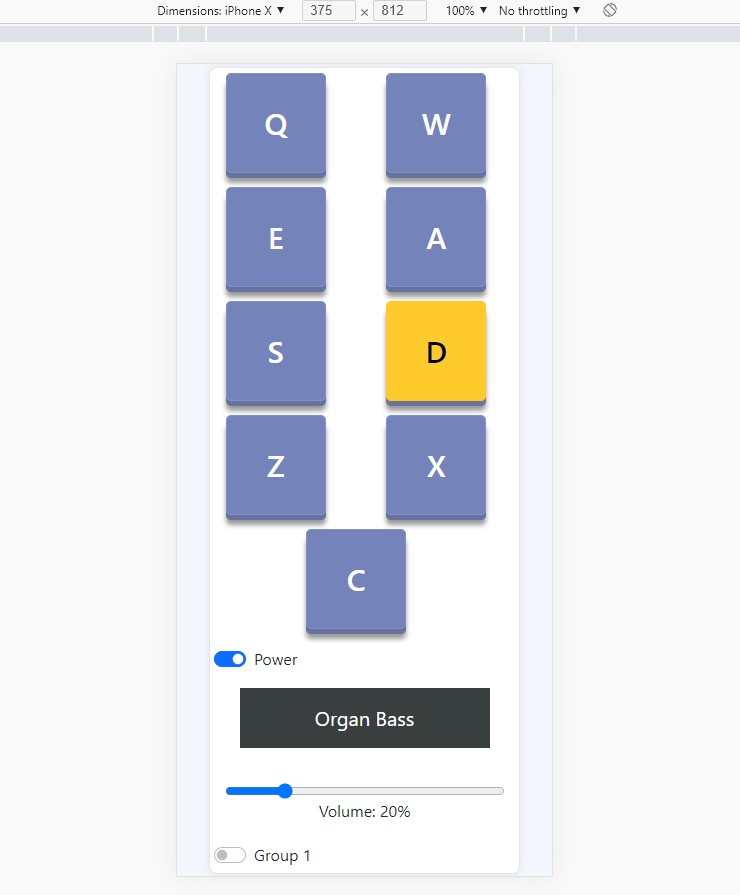 Dimensions: iPhone X ▼ 375 × 812 100% ▼ No throttling ▼
Q W
E A
S D
Z X
C
Power
Organ Bass
Volume: 20%
Group 1